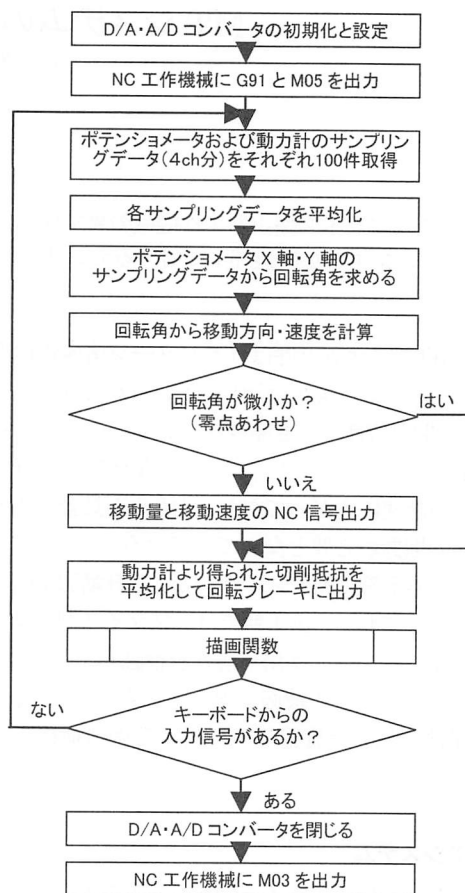 D/A・A/D コンバータの初期化と設定
NC 工作機械に G91 と M05 を出力
ポテンショメータおよび動力計のサンプリン
グデータ(4ch分)をそれぞれ100件取得
各サンプリングデータを平均化
ポテンショメータ X 軸・Y 軸の
サンプリングデータから回転角を求める
回転角から移動方向・速度を計算
回転角が微小か？
(零点あわせ)
はい
いいえ
移動量と移動速度の NC 信号出力
動力計より得られた切削抵抗を
平均化して回転ブレーキに出力
描画関数
ない
キーボードからの
入力信号があるか？
ある
D/A・A/D コンバータを閉じる
NC 工作機械に M03 を出力